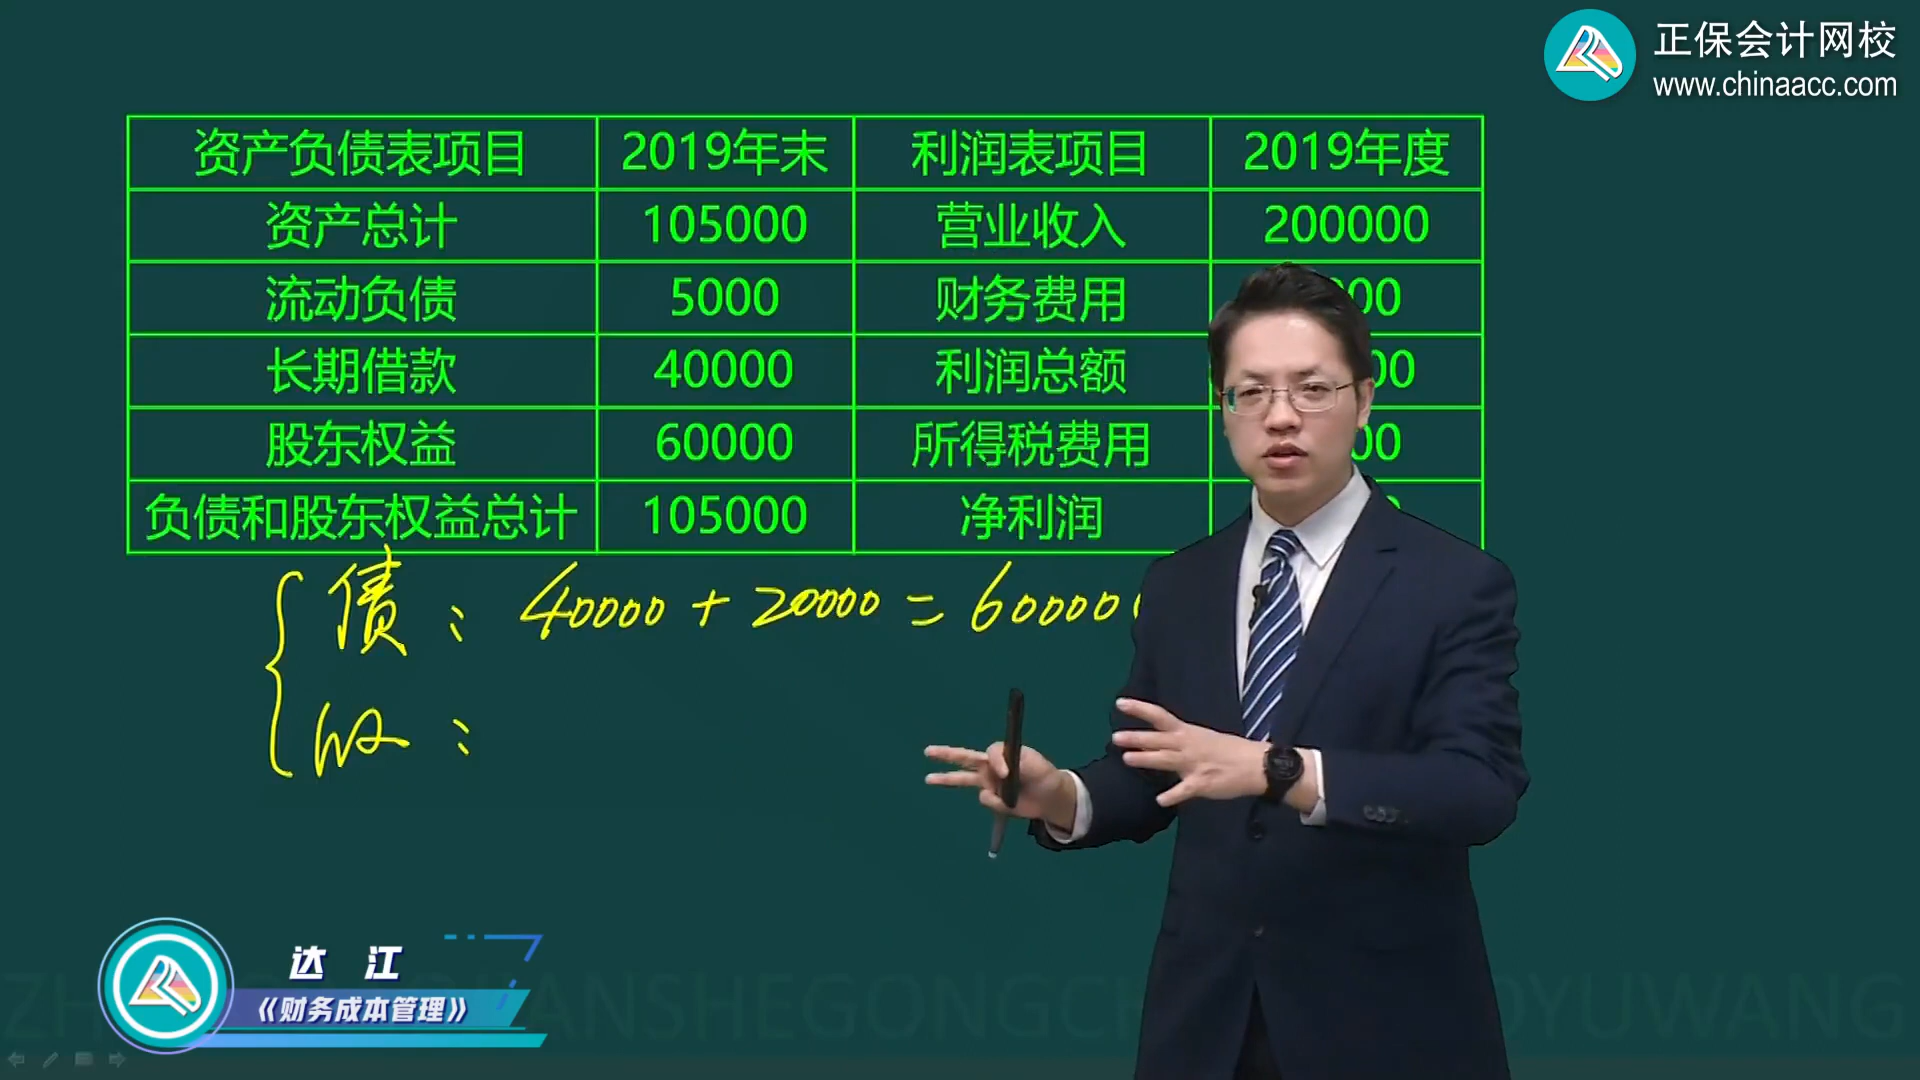 正保会计网校
www.chinaacc.com
资产负债表项目 2019年末 利润表项目 2019年度
资产总计 105000 营业收入 200000
流动负债 5000 财务费用
长期借款 40000 利润总额
股东权益 60000 所得税费用
负债和股东权益总计 105000 净利润
债：40000+20000=60000
股：
达 江
《财务成本管理》